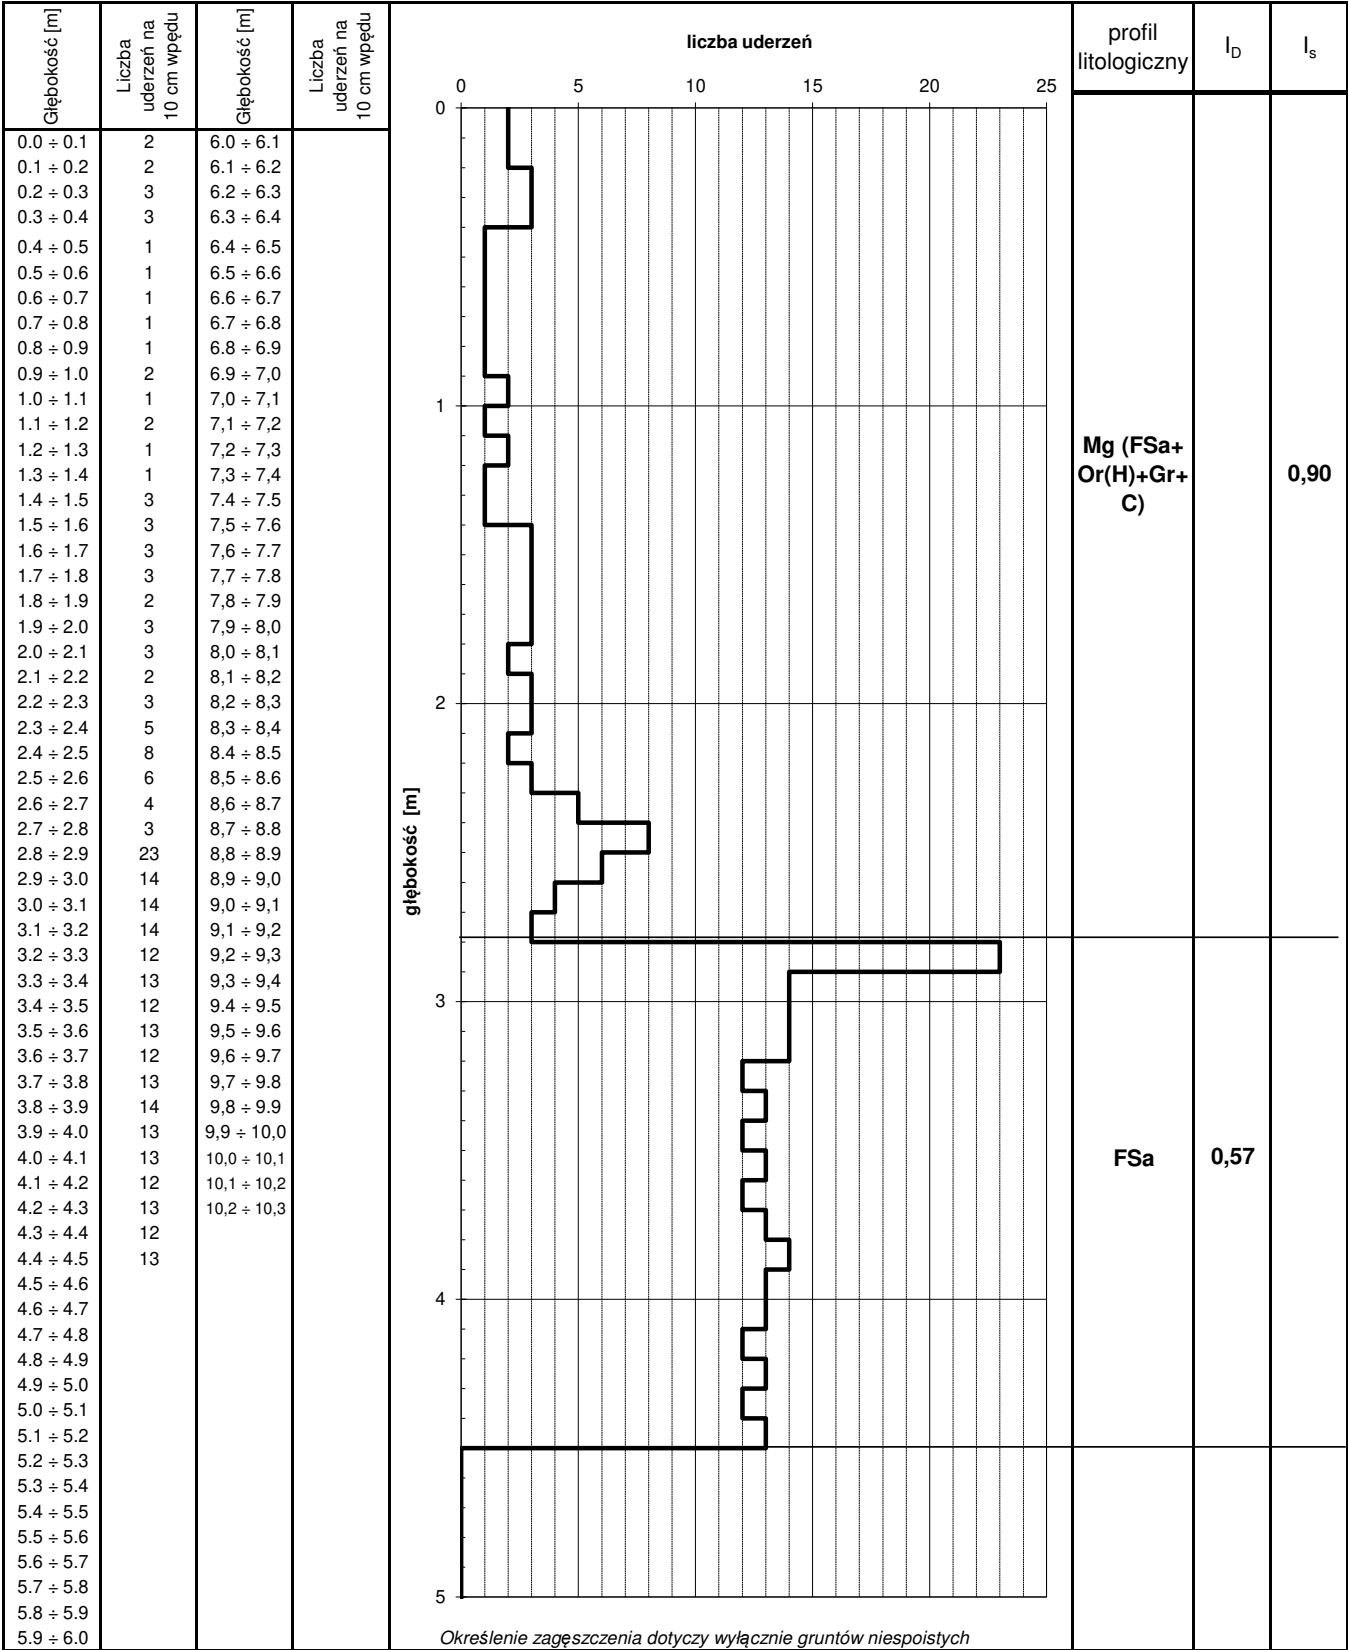 Głębokość [m]
Liczba
uderzeń na
10 cm wpędu
Głębokość [m]
Liczba
uderzeń na
10 cm wpędu
liczba uderzeń
profil
litologiczny
I_D
I_s
0 5 10 15 20 25
0
1
2
3
4
5
głębokość [m]
0.0 ÷ 0.1 2 6.0 ÷ 6.1
0.1 ÷ 0.2 2 6.1 ÷ 6.2
0.2 ÷ 0.3 3 6.2 ÷ 6.3
0.3 ÷ 0.4 3 6.3 ÷ 6.4
0.4 ÷ 0.5 1 6.4 ÷ 6.5
0.5 ÷ 0.6 1 6.5 ÷ 6.6
0.6 ÷ 0.7 1 6.6 ÷ 6.7
0.7 ÷ 0.8 1 6.7 ÷ 6.8
0.8 ÷ 0.9 1 6.8 ÷ 6.9
0.9 ÷ 1.0 2 6.9 ÷ 7,0
1.0 ÷ 1.1 1 7,0 ÷ 7,1
1.1 ÷ 1.2 2 7,1 ÷ 7,2
1.2 ÷ 1.3 1 7,2 ÷ 7,3
1.3 ÷ 1.4 1 7,3 ÷ 7,4
1.4 ÷ 1.5 3 7.4 ÷ 7.5
1.5 ÷ 1.6 3 7,5 ÷ 7.6
1.6 ÷ 1.7 3 7,6 ÷ 7.7
1.7 ÷ 1.8 3 7,7 ÷ 7.8
1.8 ÷ 1.9 2 7,8 ÷ 7.9
1.9 ÷ 2.0 3 7,9 ÷ 8,0
2.0 ÷ 2.1 3 8,0 ÷ 8,1
2.1 ÷ 2.2 2 8,1 ÷ 8,2
2.2 ÷ 2.3 3 8,2 ÷ 8,3
2.3 ÷ 2.4 5 8,3 ÷ 8,4
2.4 ÷ 2.5 8 8.4 ÷ 8.5
2.5 ÷ 2.6 6 8,5 ÷ 8.6
2.6 ÷ 2.7 4 8,6 ÷ 8.7
2.7 ÷ 2.8 3 8,7 ÷ 8.8
2.8 ÷ 2.9 23 8,8 ÷ 8.9
2.9 ÷ 3.0 14 8,9 ÷ 9,0
3.0 ÷ 3.1 14 9,0 ÷ 9,1
3.1 ÷ 3.2 14 9,1 ÷ 9,2
3.2 ÷ 3.3 12 9,2 ÷ 9,3
3.3 ÷ 3.4 13 9,3 ÷ 9,4
3.4 ÷ 3.5 12 9.4 ÷ 9.5
3.5 ÷ 3.6 13 9,5 ÷ 9.6
3.6 ÷ 3.7 12 9,6 ÷ 9.7
3.7 ÷ 3.8 13 9,7 ÷ 9.8
3.8 ÷ 3.9 14 9,8 ÷ 9.9
3.9 ÷ 4.0 13 9,9 ÷ 10,0
4.0 ÷ 4.1 13 10,0 ÷ 10,1
4.1 ÷ 4.2 12 10,1 ÷ 10,2
4.2 ÷ 4.3 13 10,2 ÷ 10,3
4.3 ÷ 4.4 12
4.4 ÷ 4.5 13
4.5 ÷ 4.6
4.6 ÷ 4.7
4.7 ÷ 4.8
4.8 ÷ 4.9
4.9 ÷ 5.0
5.0 ÷ 5.1
5.1 ÷ 5.2
5.2 ÷ 5.3
5.3 ÷ 5.4
5.4 ÷ 5.5
5.5 ÷ 5.6
5.6 ÷ 5.7
5.7 ÷ 5.8
5.8 ÷ 5.9
5.9 ÷ 6.0
Mg (FSa+
Or(H)+Gr+
C)
0,90
FSa
0,57
Określenie zagęszczenia dotyczy wyłącznie gruntów niespoistych